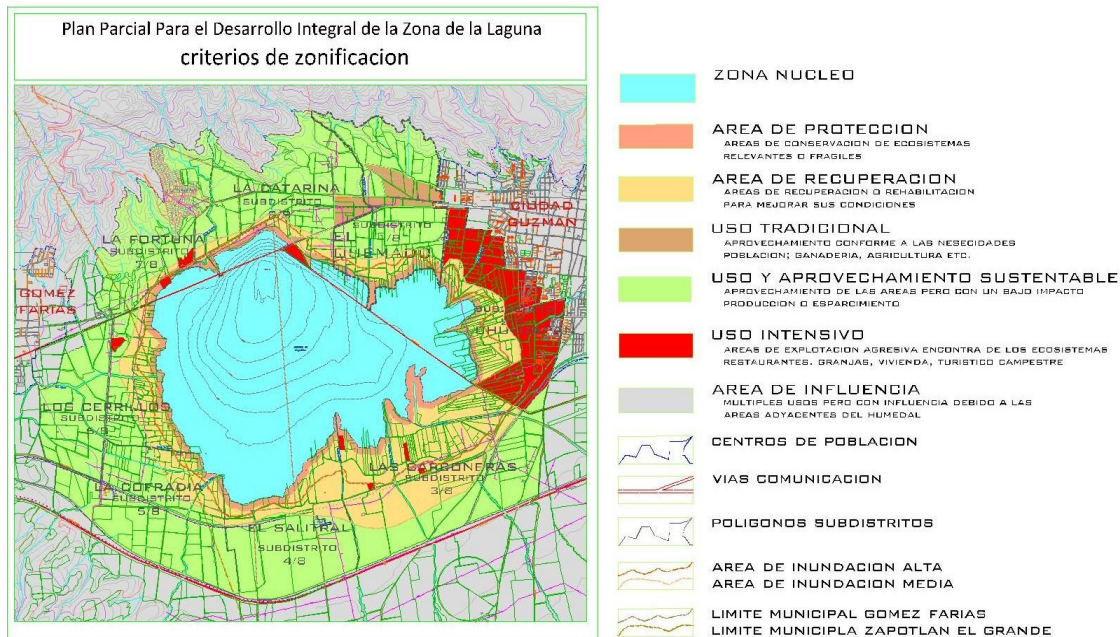 Plan Parcial Para el Desarrollo Integral de la Zona de la Laguna
criterios de zonificacion
LA CATARINA
SUBDISTRITO
CIUDAD
GUZMAN
SUBDISTRITO
1/8
EL
QUEMADO
LA FORTUNA
SUBDISTRITO
7/8
GOMEZ
FARIAS
LOS CERRILLOS
SUBDISTRITO
6/8
LAS GARGONERAS
SUBDISTRITO
3/8
LA COFRADIA
SUBDISTRITO
5/8
EL SALITRAL
SUBDISTRITO
4/8
ZONA NUCLEO
AREA DE PROTECCION
AREAS DE CONSERVACION DE ECOSISTEMAS
RELEVANTES O FRAGILES
AREA DE RECUPERACION
AREAS DE RECUPERACION O REHABILITACION
PARA MEJORAR SUS CONDICIONES
USO TRADICIONAL
APROVECHAMIENTO CONFORME A LAS NESECIDADES
POBLACION; GANADERIA, AGRICULTURA ETC.
USO Y APROVECHAMIENTO SUSTENTABLE
APROVECHAMIENTO DE LAS AREAS PERO CON UN BAJO IMPACTO
PRODUCCION O ESPARCIMIENTO
USO INTENSIVO
AREAS DE EXPLOTACION AGRESIVA ENCONTRA DE LOS ECOSISTEMAS
RESTAURANTES. GRANJAS, VIVIENDA, TURISTICO CAMPESTRE
AREA DE INFLUENCIA
MULTIPLES USOS PERO CON INFLUENCIA DEBIDO A LAS
AREAS ADYACENTES DEL HUMEDAL
CENTROS DE POBLACION
VIAS COMUNICACION
POLIGONOS SUBDISTRITOS
AREA DE INUNDACION ALTA
AREA DE INUNDACION MEDIA
LIMITE MUNICIPAL GOMEZ FARIAS
LIMITE MUNICIPLA ZAPOTLAN EL GRANDE